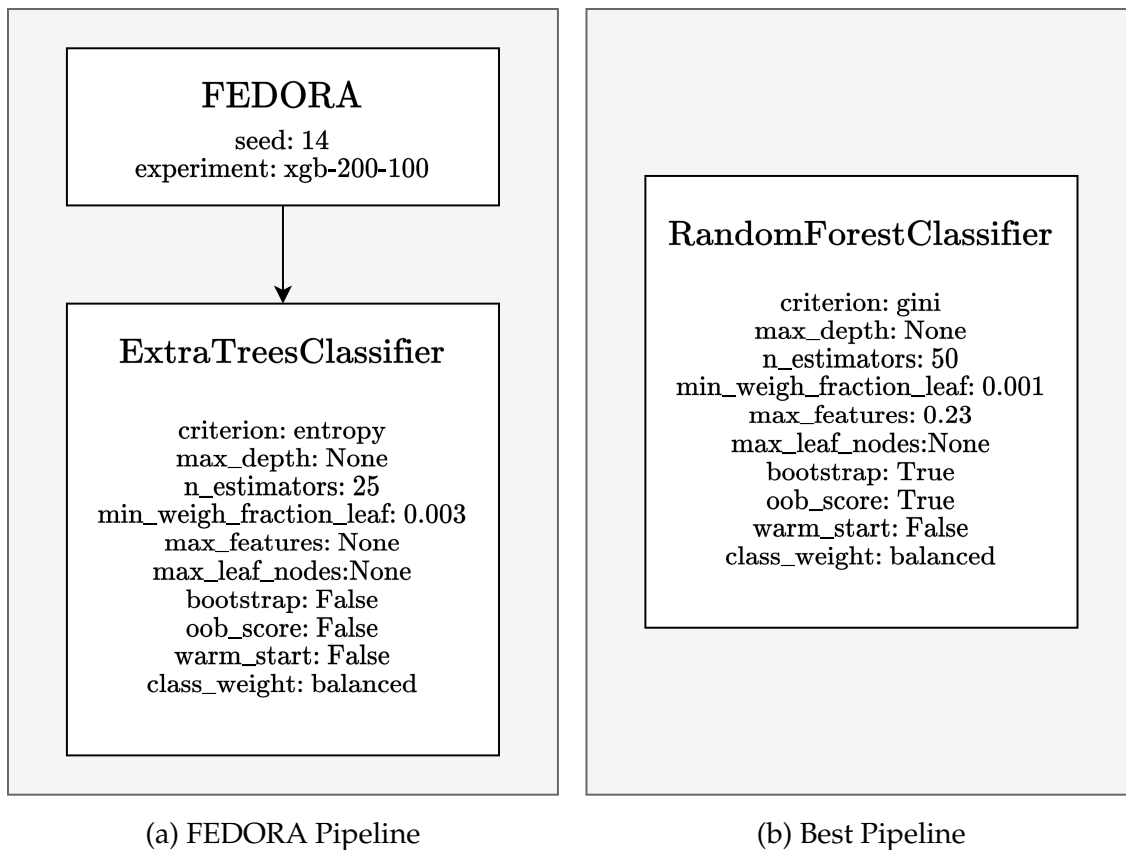 FEDORA
seed: 14
experiment: xgb-200-100
ExtraTreesClassifier
criterion: entropy
max_depth: None
n_estimators: 25
min_weigh_fraction_leaf: 0.003
max_features: None
max_leaf_nodes:None
bootstrap: False
oob_score: False
warm_start: False
class_weight: balanced
(a) FEDORA Pipeline
RandomForestClassifier
criterion: gini
max_depth: None
n_estimators: 50
min_weigh_fraction_leaf: 0.001
max_features: 0.23
max_leaf_nodes:None
bootstrap: True
oob_score: True
warm_start: False
class_weight: balanced
(b) Best Pipeline